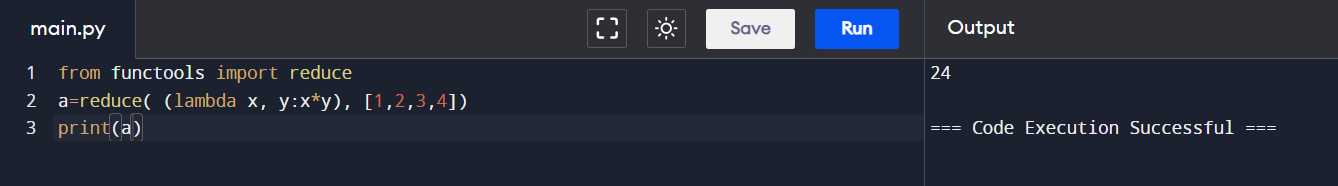 main.py
Save
Run
Output
1 from functools import reduce
2 a=reduce( (lambda x, y:x*y), [1,2,3,4])
3 print(a)
24
=== Code Execution Successful ===